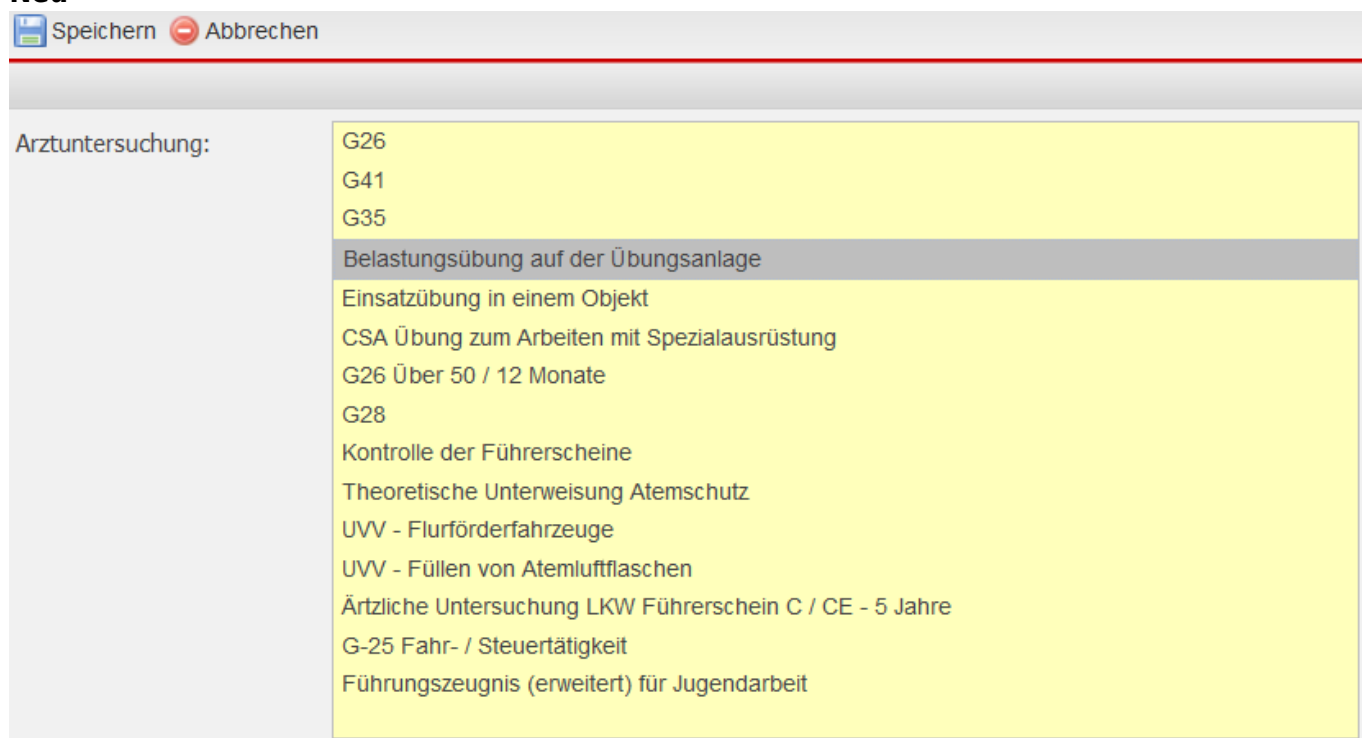 Neu
Speichern Abbrechen
Arztuntersuchung:
G26
G41
G35
Belastungsübung auf der Übungsanlage
Einsatzübung in einem Objekt
CSA Übung zum Arbeiten mit Spezialausrüstung
G26 Über 50 / 12 Monate
G28
Kontrolle der Führerscheine
Theoretische Unterweisung Atemschutz
UVV - Flurförderfahrzeuge
UVV - Füllen von Atemluftflaschen
Ärtzliche Untersuchung LKW Führerschein C / CE - 5 Jahre
G-25 Fahr- / Steuertätigkeit
Führungszeugnis (erweitert) für Jugendarbeit